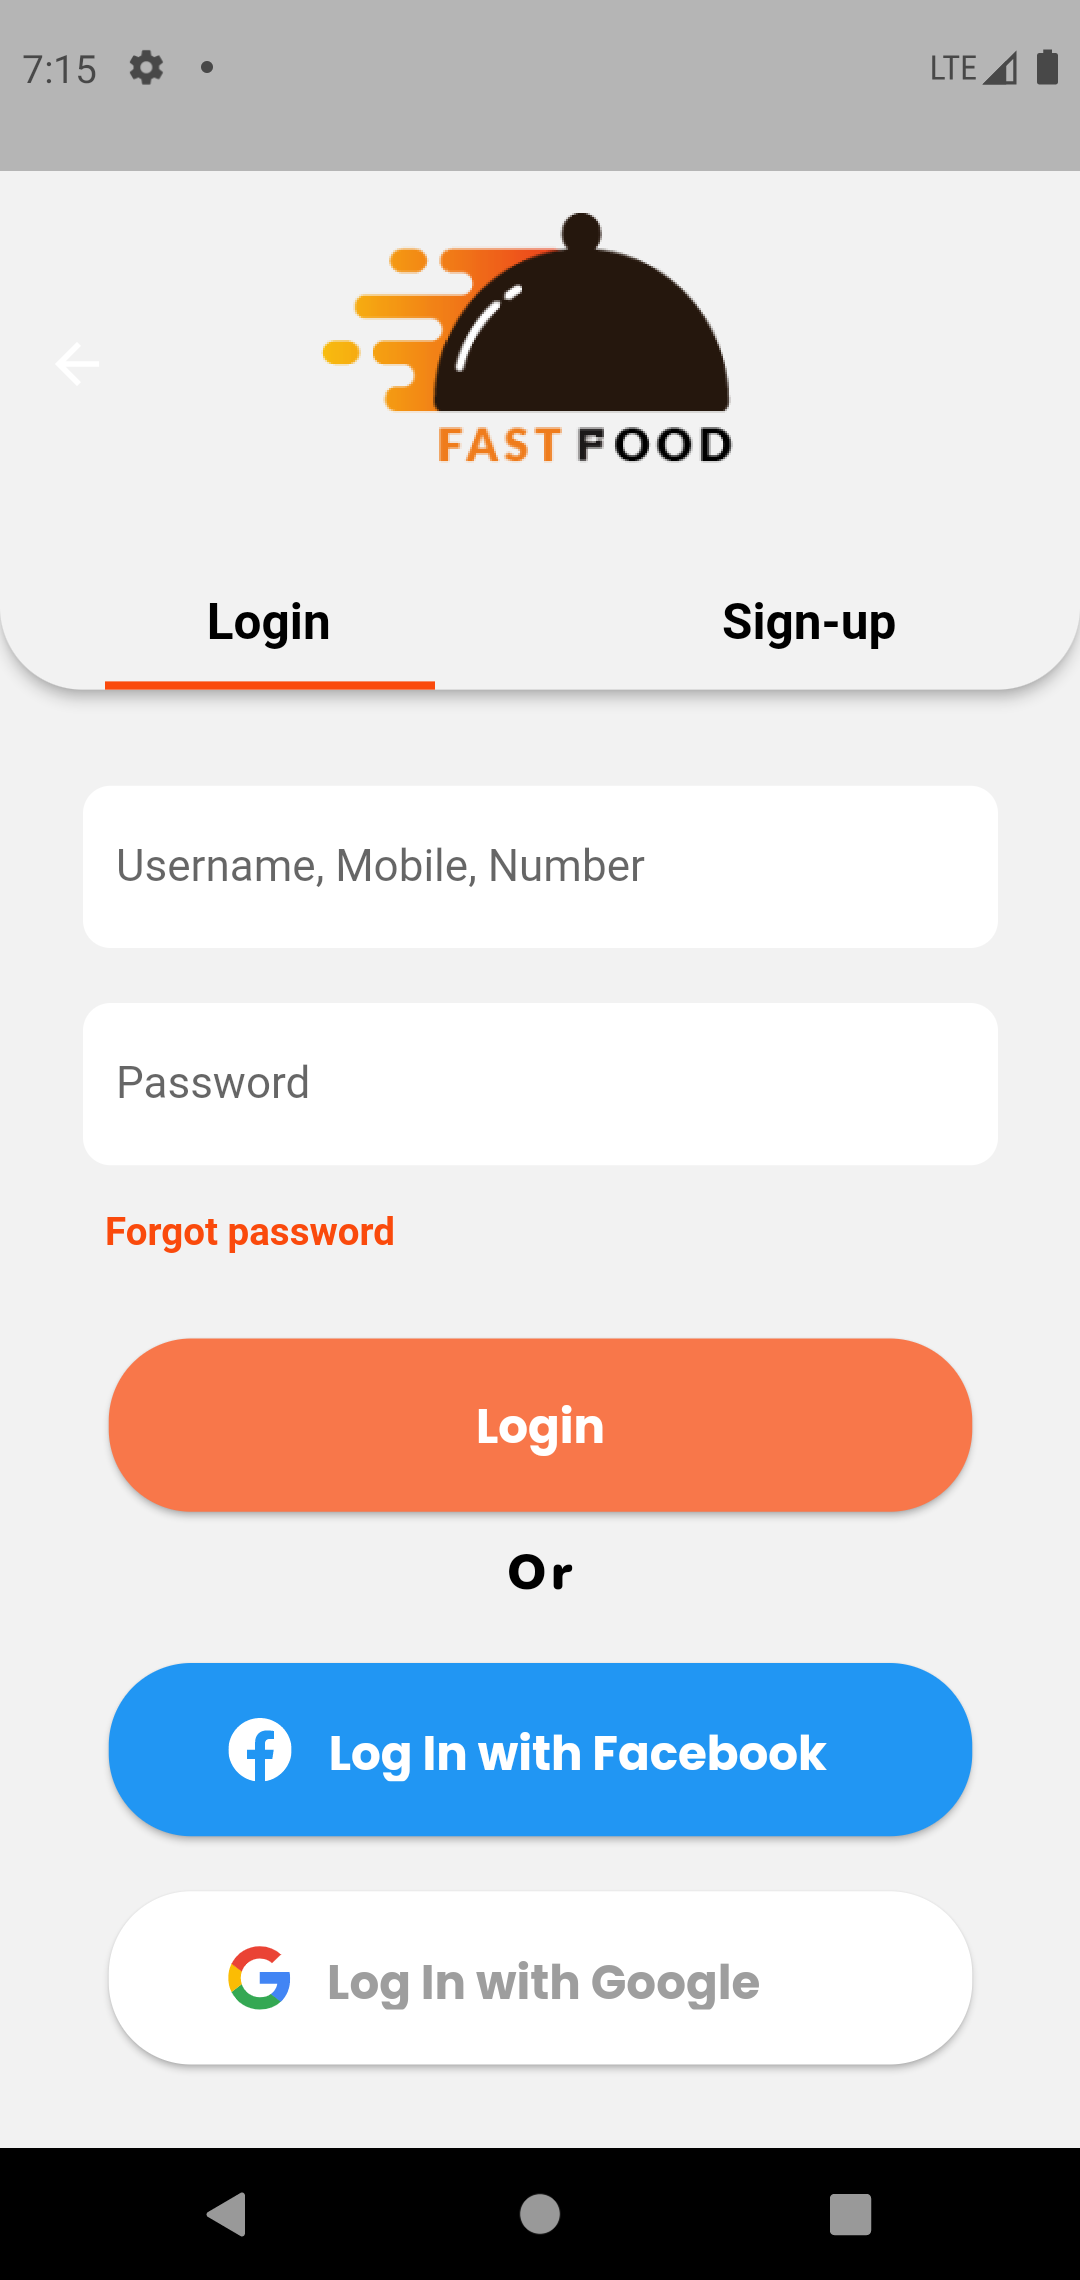 7:15 LTE
FAST FOOD
Login Sign-up
Username, Mobile, Number
Password
Forgot password
Login
Or
Log In with Facebook
Log In with Google